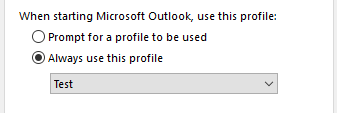 When starting Microsoft Outlook, use this profile:
Prompt for a profile to be used
Always use this profile
Test